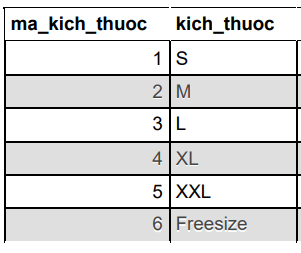 ma_kich_thuoc kich_thuoc
1 S
2 M
3 L
4 XL
5 XXL
6 Freesize